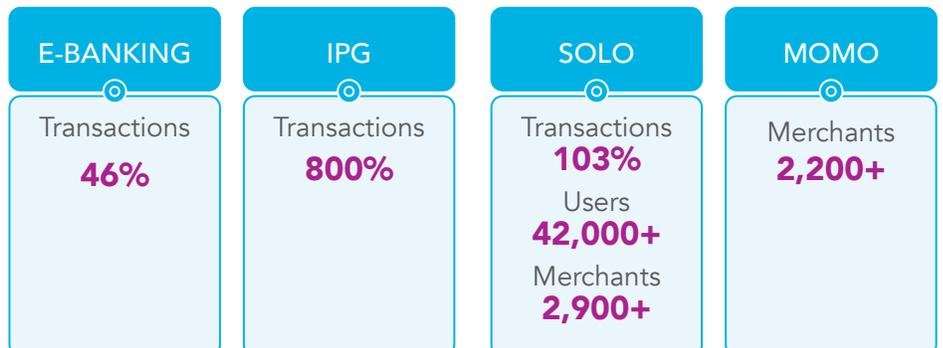 E-BANKING
Transactions
46%
IPG
Transactions
800%
SOLO
Transactions
103%
Users
42,000+
Merchants
2,900+
MOMO
Merchants
2,200+